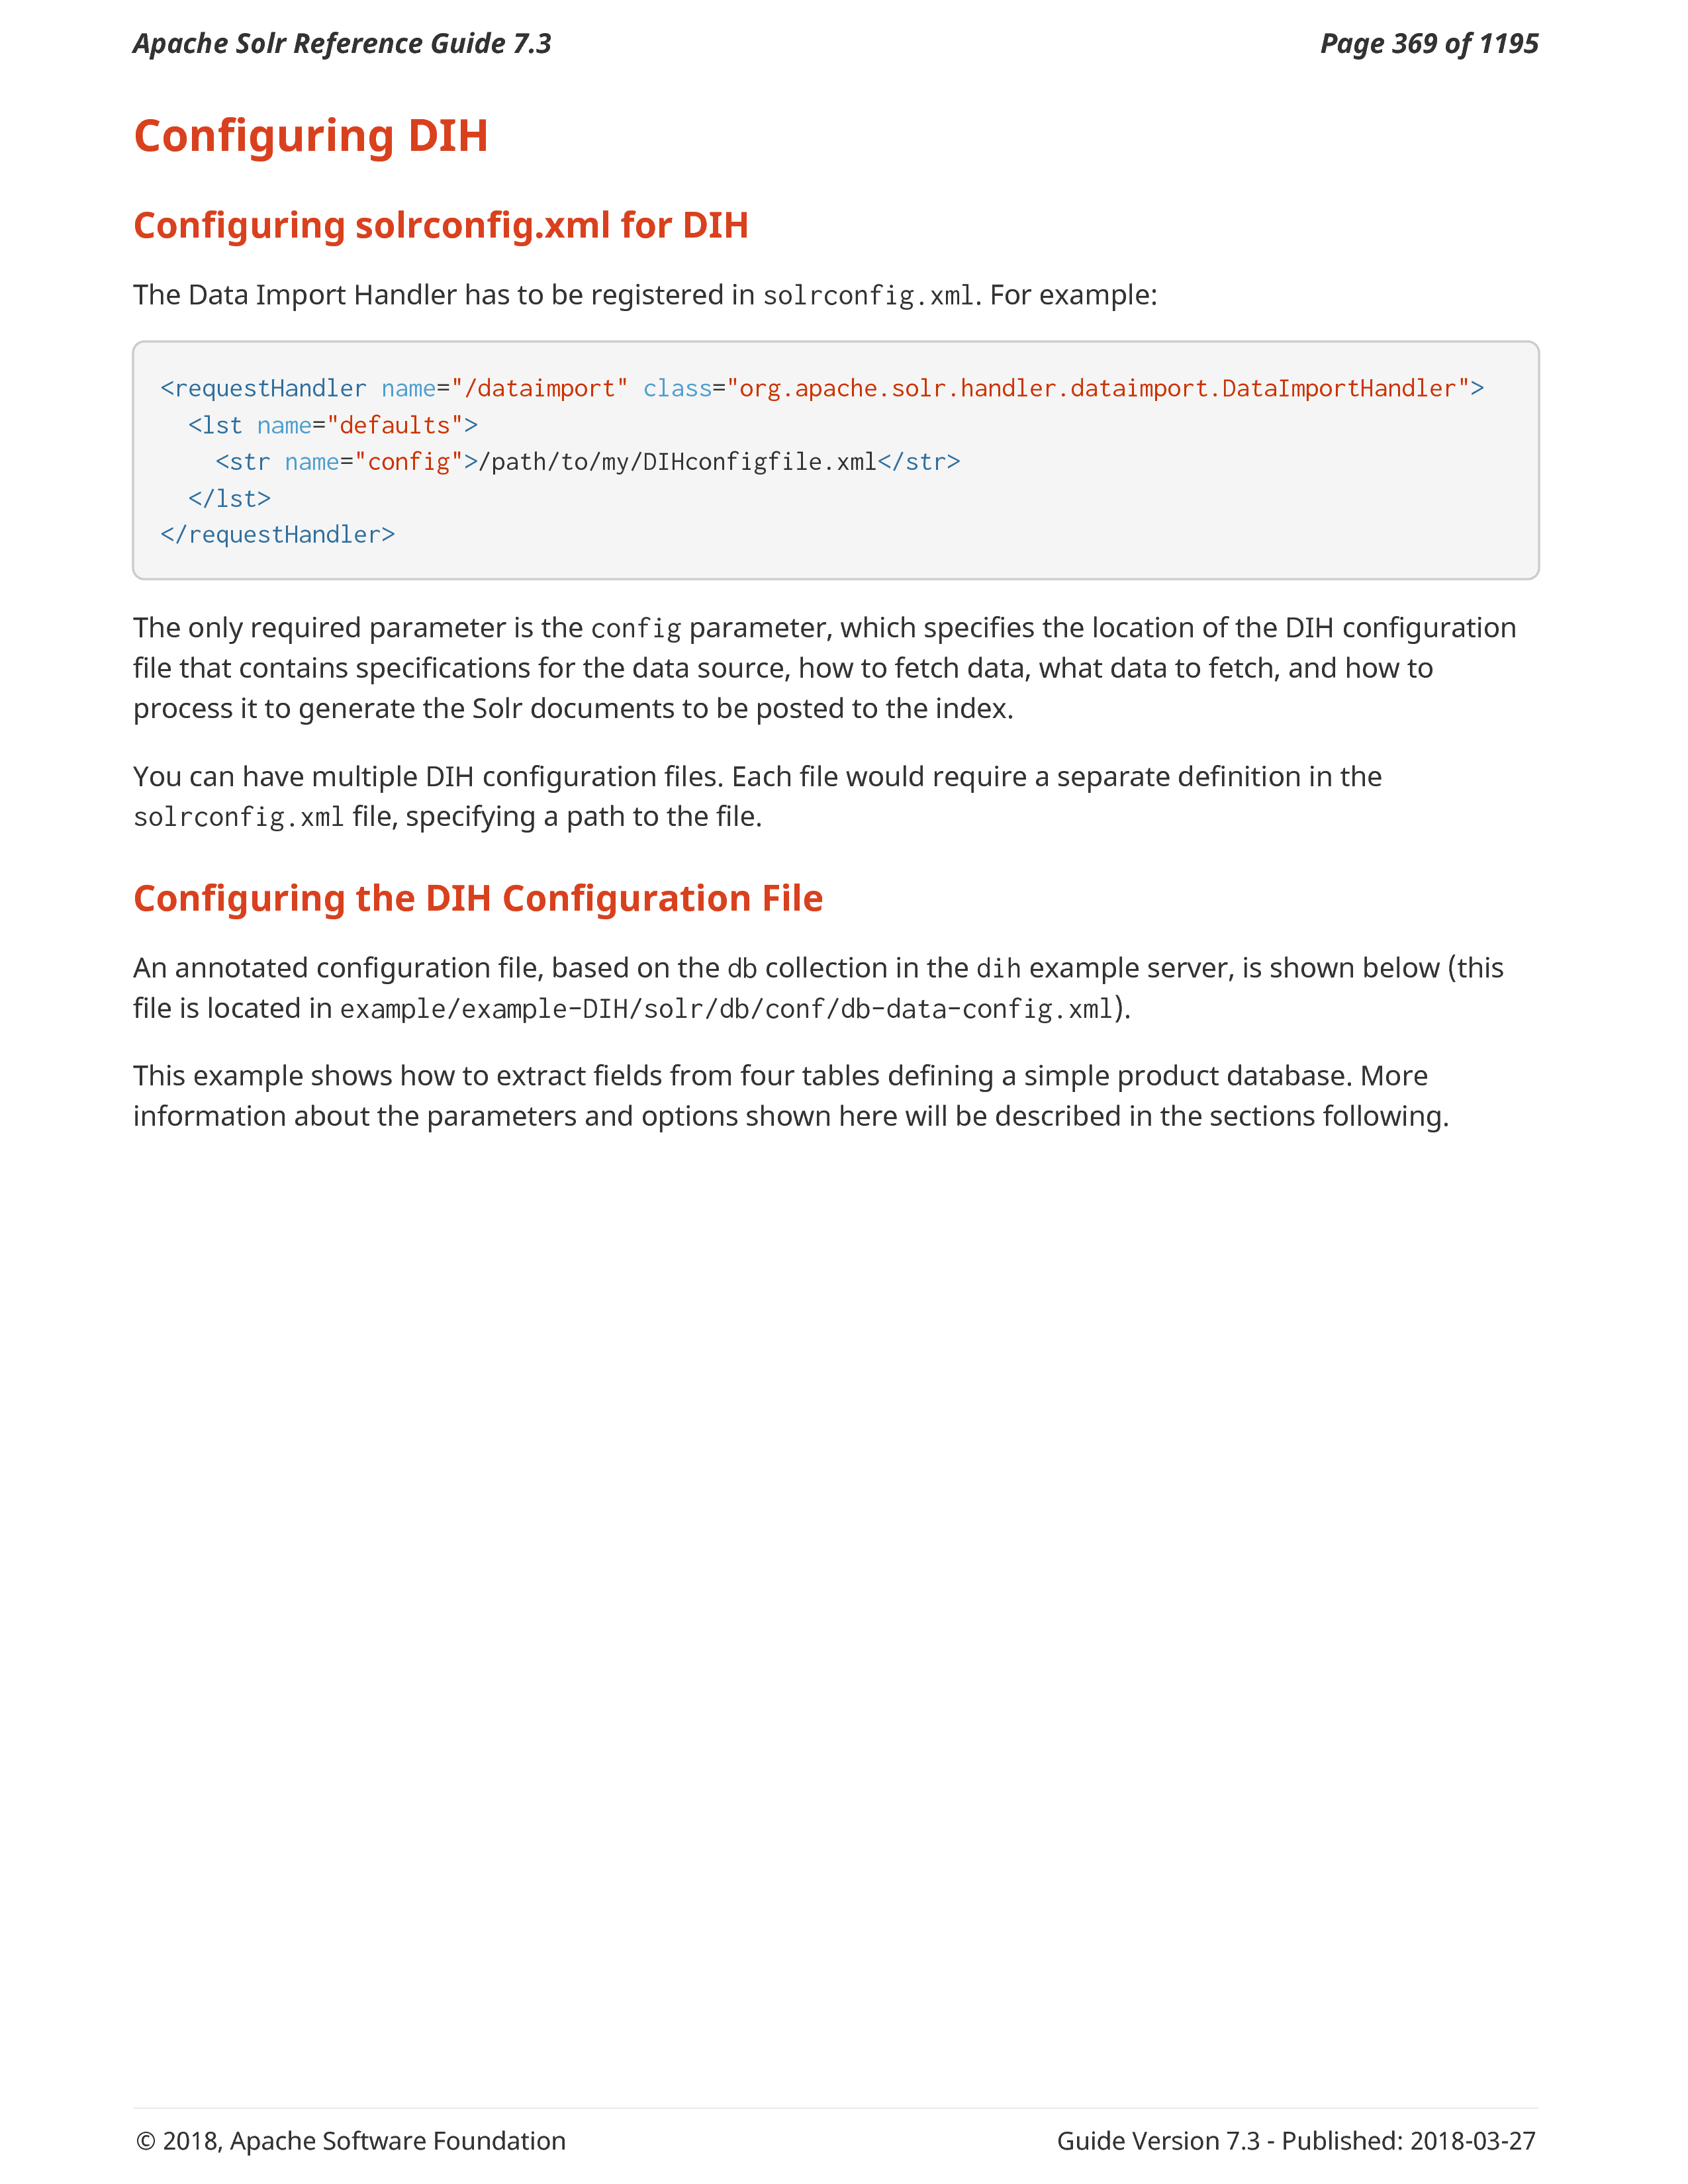 Apache Solr Reference Guide 7.3
Page 369 of 1195
Configuring DIH
Configuring solrconfig.xml for DIH
The Data Import Handler has to be registered in solrconfig.xml. For example:
<requestHandler name="/dataimport" class="org.apache.solr.handler.dataimport.DataImportHandler">
  <lst name="defaults">
    <str name="config">/path/to/my/DIHconfigfile.xml</str>
  </lst>
</requestHandler>
The only required parameter is the config parameter, which specifies the location of the DIH configuration
file that contains specifications for the data source, how to fetch data, what data to fetch, and how to
process it to generate the Solr documents to be posted to the index.
You can have multiple DIH configuration files. Each file would require a separate definition in the
solrconfig.xml file, specifying a path to the file.
Configuring the DIH Configuration File
An annotated configuration file, based on the db collection in the dih example server, is shown below (this
file is located in example/example-DIH/solr/db/conf/db-data-config.xml).
This example shows how to extract fields from four tables defining a simple product database. More
information about the parameters and options shown here will be described in the sections following.
© 2018, Apache Software Foundation
Guide Version 7.3 - Published: 2018-03-27